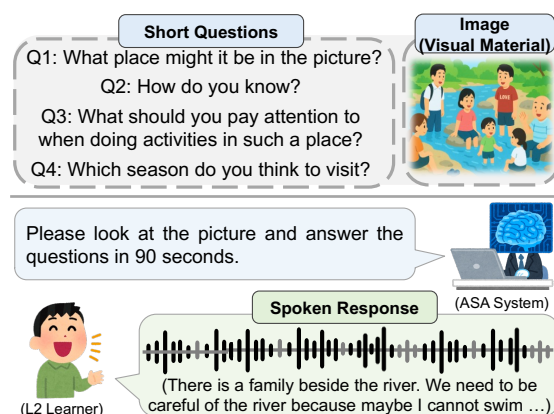 Short Questions
Q1: What place might it be in the picture?
Q2: How do you know?
Q3: What should you pay attention to
when doing activities in such a place?
Q4: Which season do you think to visit?
Image
(Visual Material)
LOVE
Please look at the picture and answer the
questions in 90 seconds.
(ASA System)
Spoken Response
(There is a family beside the river. We need to be
careful of the river because maybe I cannot swim …)
(L2 Learner)